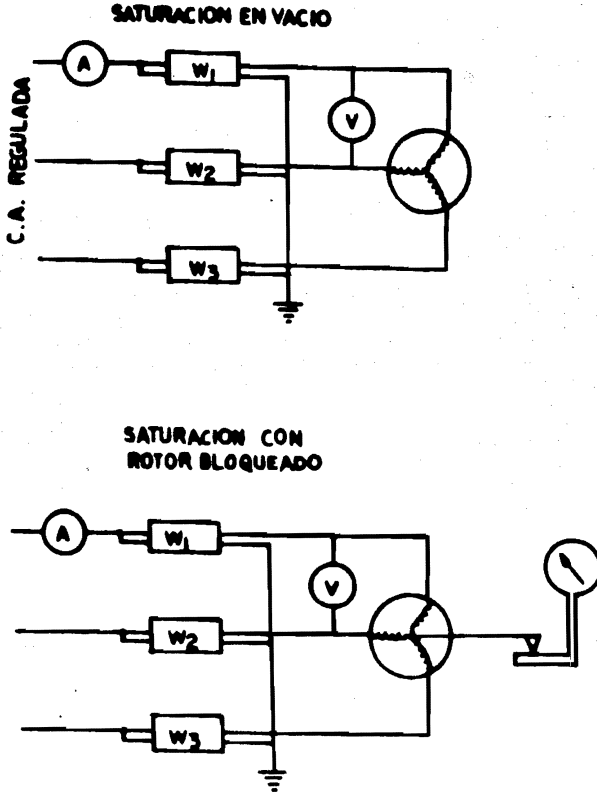 SATURACION EN VACIO
A
W1
V
C.A. REGULADA
W2
W3
SATURACION CON
ROTOR BLOQUEADO
A
W1
V
W2
W3